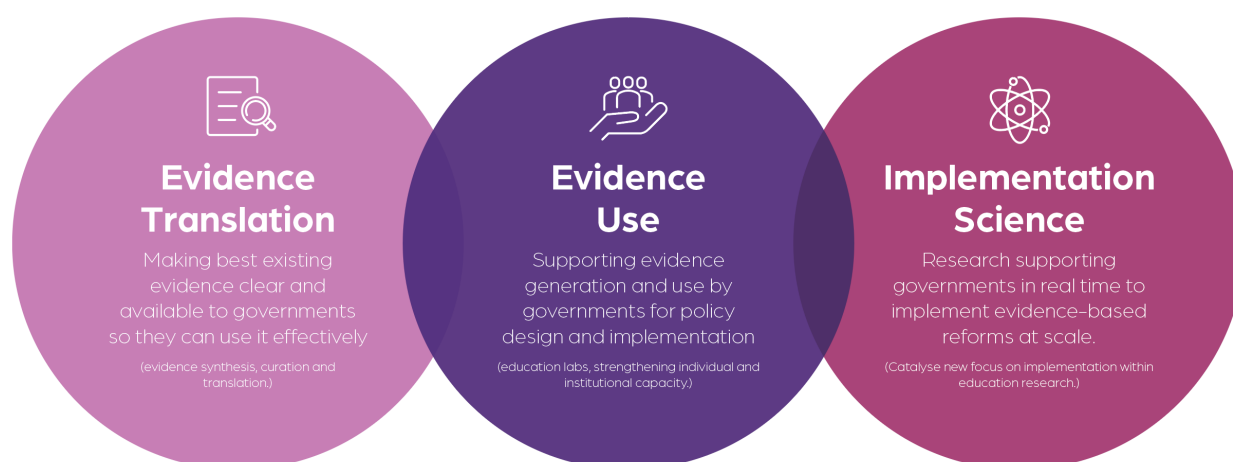 Evidence
Translation
Making best existing
evidence clear and
available to governments
so they can use it effectively
(evidence synthesis, curation and
translation.)
Evidence
Use
Supporting evidence
generation and use by
governments for policy
design and implementation
(education labs, strengthening individual and
institutional capacity.)
Implementation
Science
Research supporting
governments in real time to
implement evidence-based
reforms at scale.
(Catalyse new focus on implementation within
education research.)